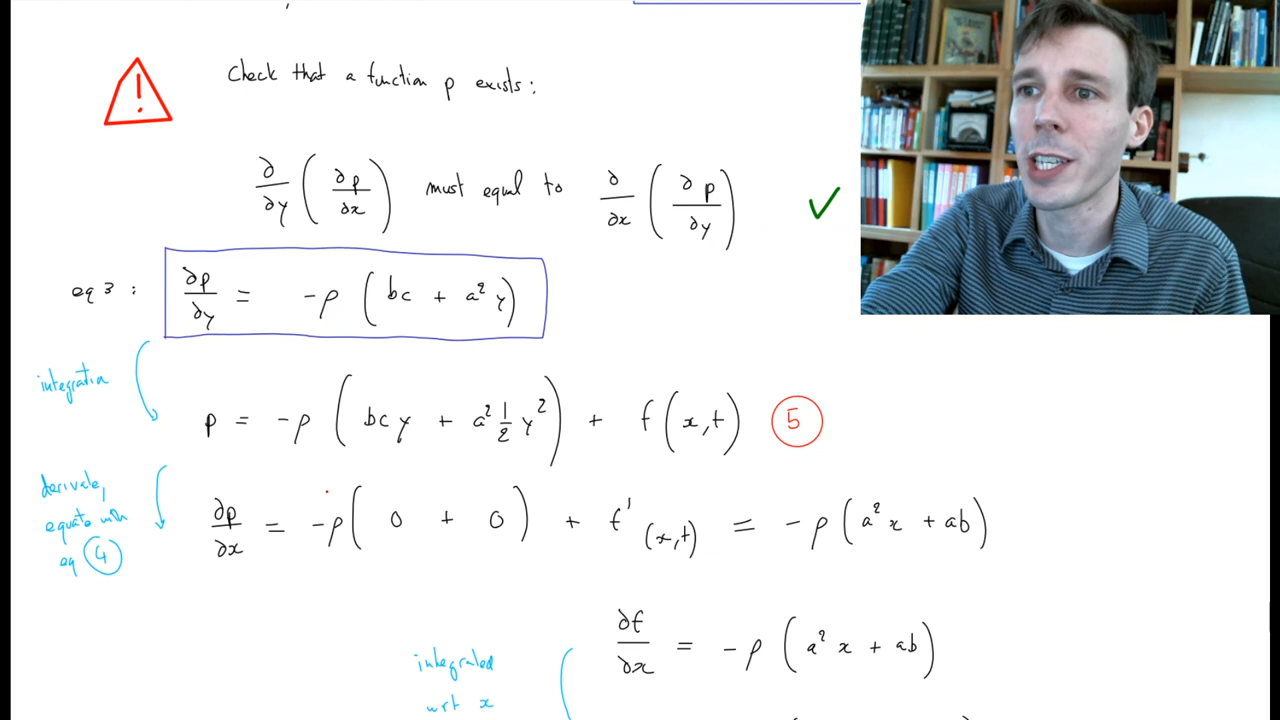 !
Check that a function p exists:
∂/∂y (∂p/∂x) must equal to ∂/∂x (∂p/∂y) ✓
eq 3 : ∂p/∂y = -ρ (bc + a² y)
integration
p = -ρ (bc y + a² 1/2 y²) + f (x,t) 5
derivate,
equate with
eq 4
∂p/∂x = -ρ (0 + 0) + f' (x,t) = -ρ (a² x + ab)
∂f/∂x = -ρ (a² x + ab)
integrated
wrt x